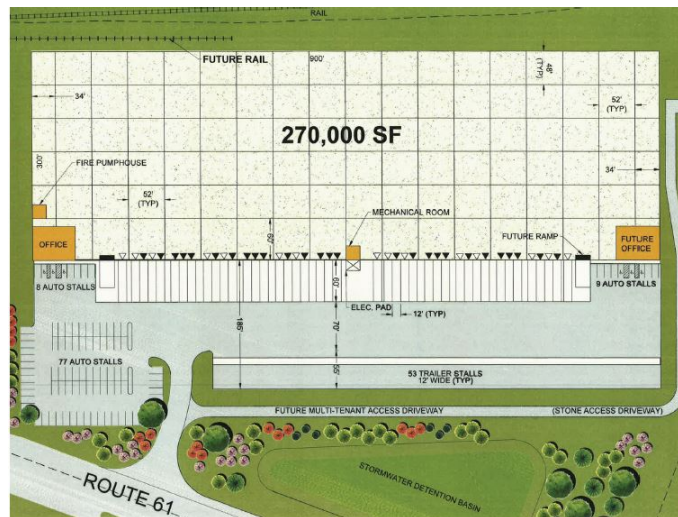 RAIL
FUTURE RAIL
900'
48'
(TYP)
34'
52'
(TYP)
270,000 SF
300'
FIRE PUMPHOUSE
34'
52'
(TYP)
MECHANICAL ROOM
60'
FUTURE RAMP
OFFICE
FUTURE
OFFICE
8 AUTO STALLS
9 AUTO STALLS
60'
ELEC. PAD
12' (TYP)
185'
70'
77 AUTO STALLS
55'
53 TRAILER STALLS
12' WIDE (TYP)
FUTURE MULTI-TENANT ACCESS DRIVEWAY
(STONE ACCESS DRIVEWAY)
ROUTE 61
STORMWATER DETENTION BASIN